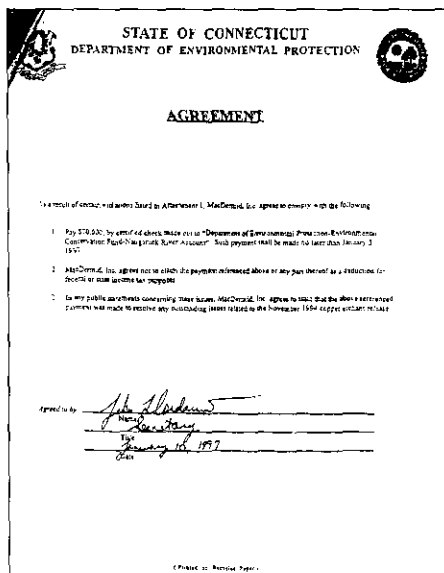 STATE OF CONNECTICUT
DEPARTMENT OF ENVIRONMENTAL PROTECTION
AGREEMENT
As a result of certain violations listed in Attachment 1, MacDermid, Inc. agrees to comply with the following
1 Pay by certified check made out to "Department of Environmental Protection-Environmental
Conservation Fund-Naugatuck River Account". Such payment shall be made no later than January
1997
2 MacDermid, Inc. agrees not to claim the payment referenced above or any part thereof as a deduction for
federal or state income tax purposes
3 In any public statements concerning these issues, MacDermid, Inc. agrees to state that the above referenced
payment was made to resolve any outstanding issues related to the November 1994 copper etchant release
Agreed to by
Name
Secretary
Title
January 10, 1997
Date
(Printed on Recycled Paper)